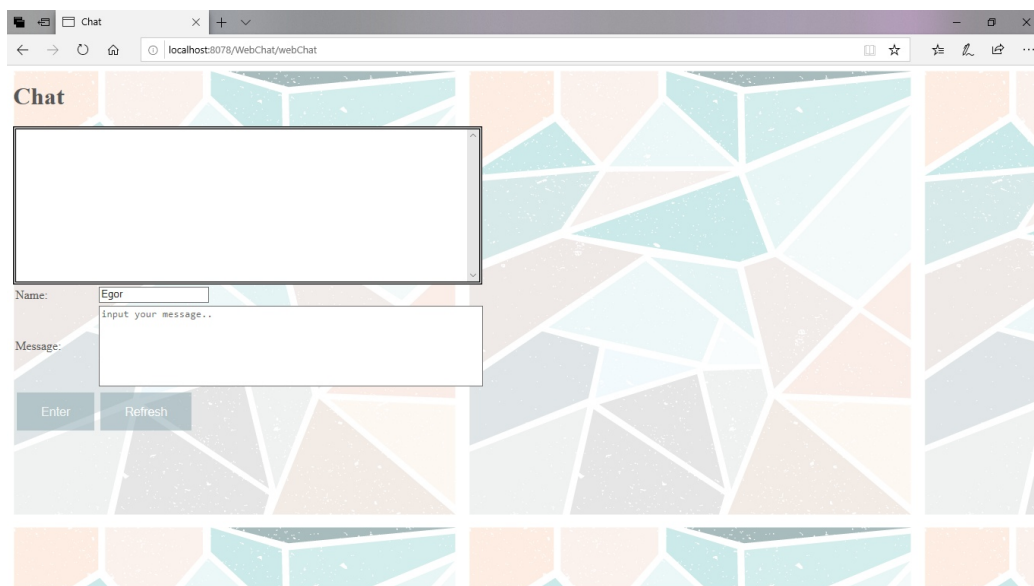 Chat
localhost:8078/WebChat/webChat
Chat
Name:
Egor
input your message..
Message:
Enter
Refresh